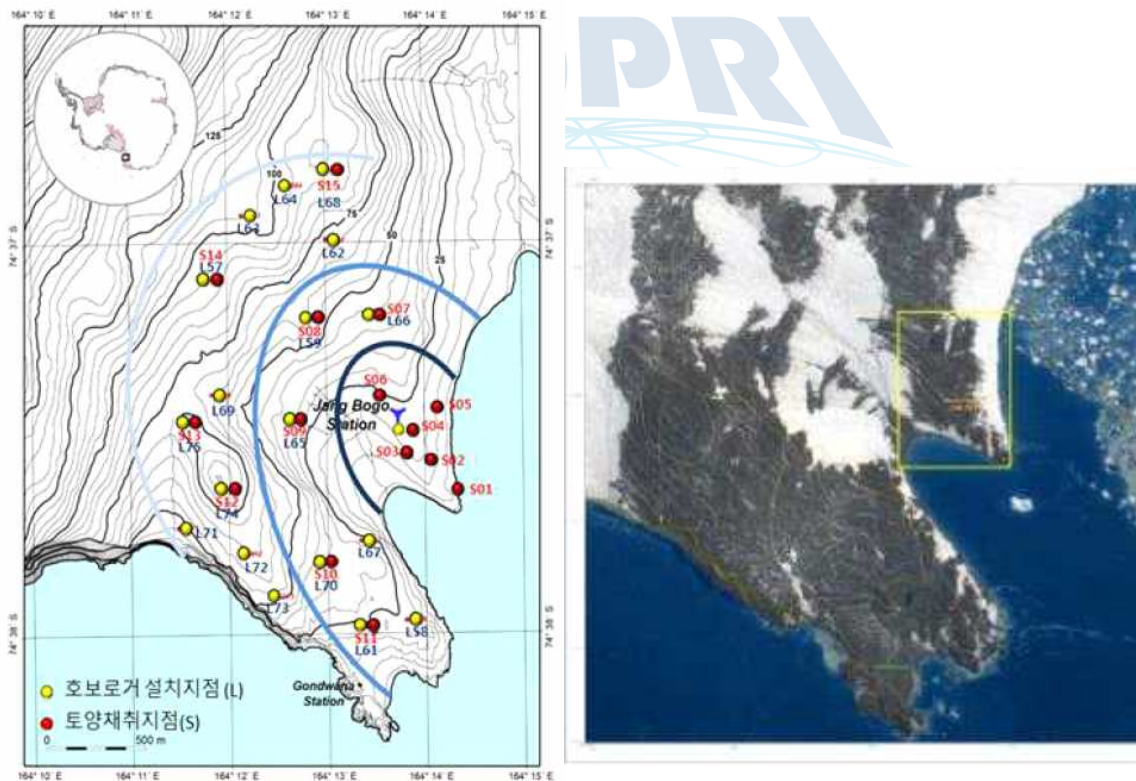 164° 10' E
164° 11' E
164° 12' E
164° 13' E
164° 14' E
164° 15' E
PRI
125
100
S15
L68
L64
75
L63
50
74° 37' S
74° 37' S
L62
25
S14
L57
S07
L66
S08
L59
S06
S05
L69
Jang Bogo
Station
S04
S09
L65
S13
L75
S03
S02
S01
S12
L74
L71
L67
L72
S10
L70
L73
L58
S11
L61
74° 38' S
74° 38' S
Gondwana
Station
호보로거 설치지점 (L)
토양채취지점(S)
0 500 m
164° 10' E
164° 11' E
164° 12' E
164° 13' E
164° 14' E
164° 15' E